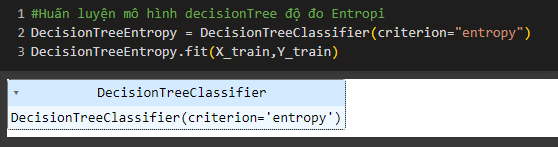 1 #Huấn luyện mô hình decisionTree độ đo Entropi
2 DecisionTreeEntropy = DecisionTreeClassifier(criterion="entropy")
3 DecisionTreeEntropy.fit(X_train,Y_train)
DecisionTreeClassifier
DecisionTreeClassifier(criterion='entropy')